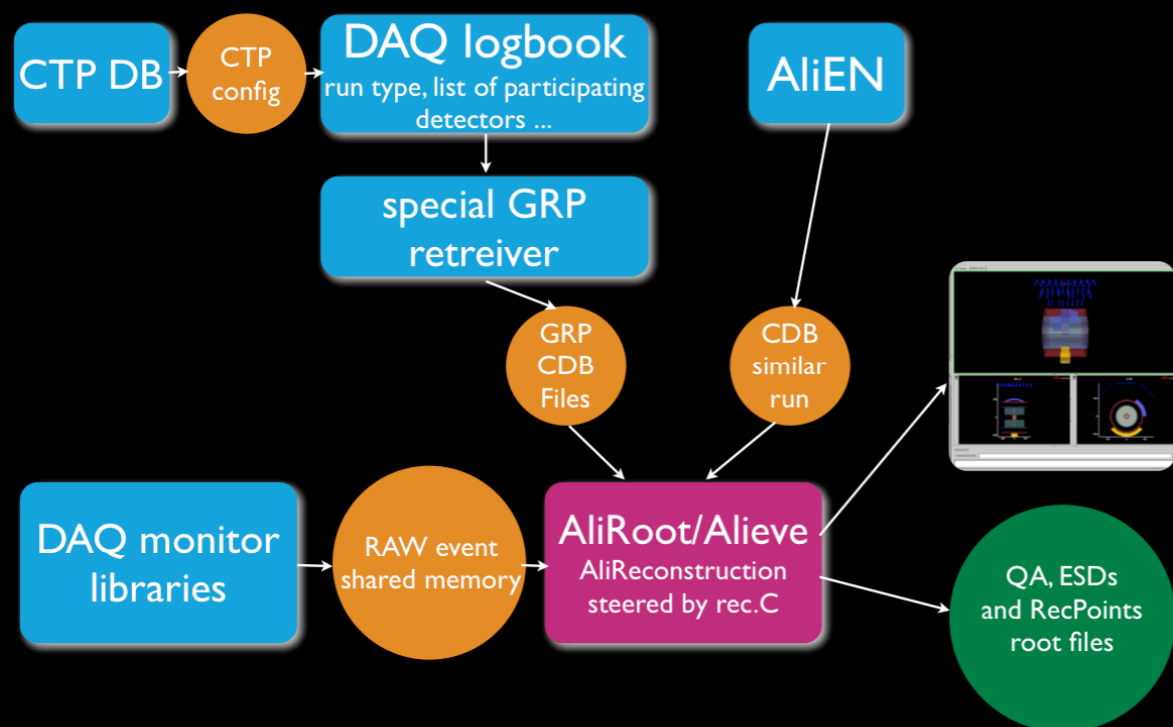 CTP DB
CTP
config
DAQ logbook
run type, list of participating
detectors ...
AliEN
special GRP
retreiver
GRP
CDB
Files
CDB
similar
run
DAQ monitor
libraries
RAW event
shared memory
AliRoot/Alieve
AliReconstruction
steered by rec.C
QA, ESDs
and RecPoints
root files